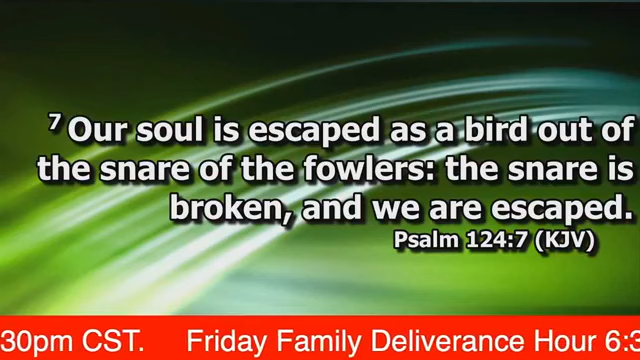 7 Our soul is escaped as a bird out of
the snare of the fowlers: the snare is
broken, and we are escaped.
Psalm 124:7 (KJV)
30pm CST. Friday Family Deliverance Hour 6:3